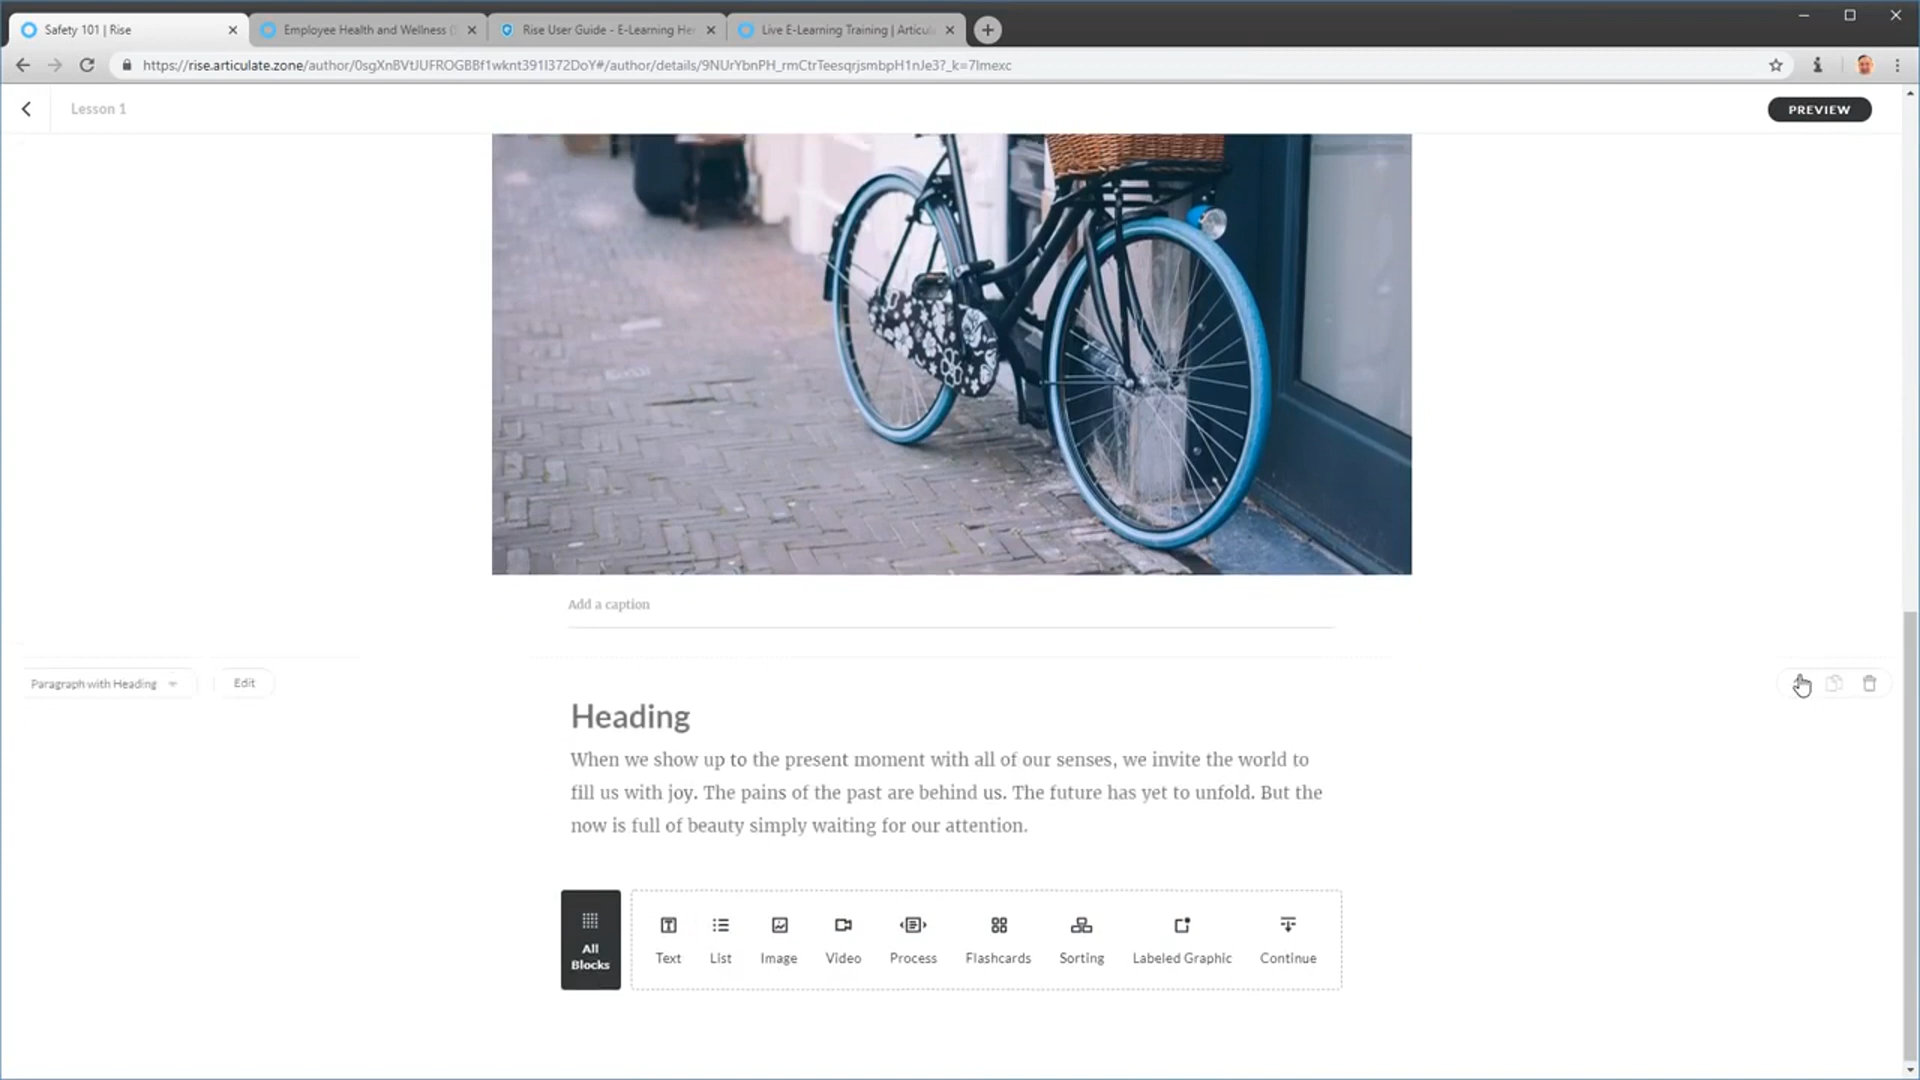 Safety 101 | Rise
Employee Health and Wellness (
Rise User Guide - E-Learning He
Live E-Learning Training | Articul
https://rise.articulate.zone/author/0sgXnBVtJUFROGBBf1wknt391I372DoY#/author/details/9NUrYbnPH_rmCtrTeesqrjsmbpH1nJe3?_k=7lmexc
Lesson 1
PREVIEW
Add a caption
Paragraph with Heading
Edit
Heading
When we show up to the present moment with all of our senses, we invite the world to
fill us with joy. The pains of the past are behind us. The future has yet to unfold. But the
now is full of beauty simply waiting for our attention.
All
Blocks
Text
List
Image
Video
Process
Flashcards
Sorting
Labeled Graphic
Continue